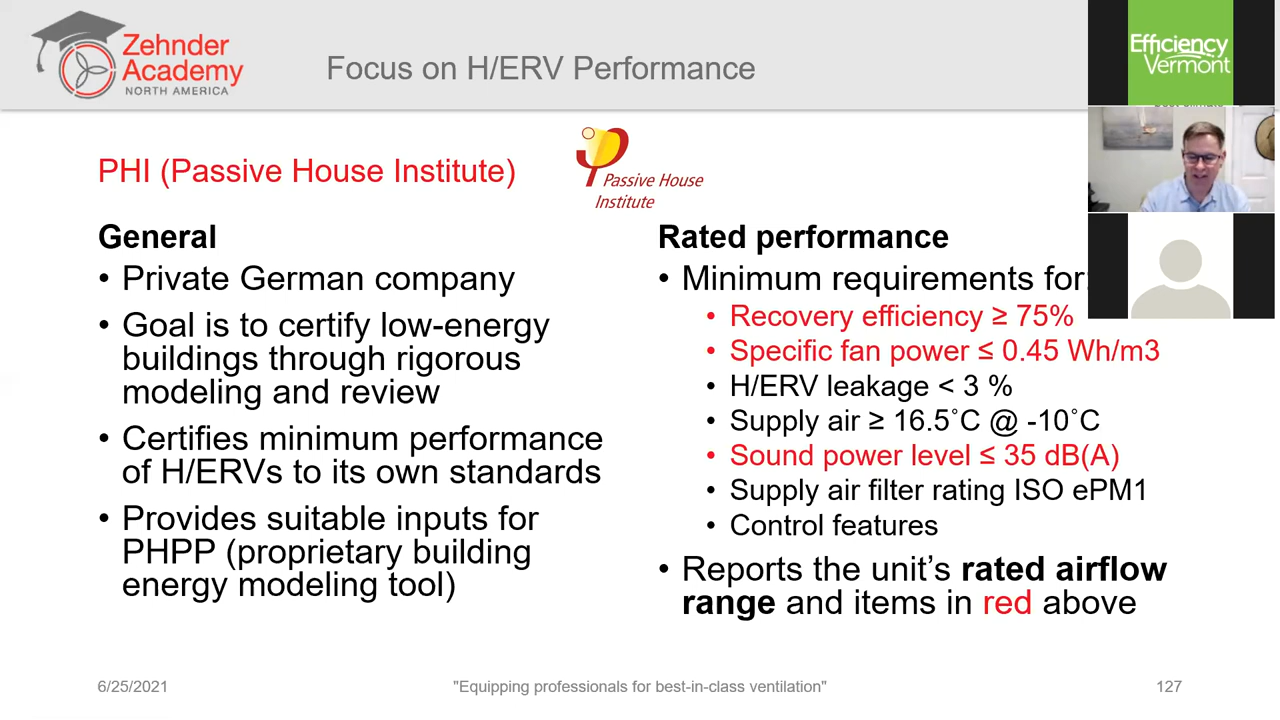 Zehnder
Academy
NORTH AMERICA
Focus on H/ERV Performance
Efficiency
Vermont
PHI (Passive House Institute)
Passive House
Institute
General
• Private German company
• Goal is to certify low-energy
buildings through rigorous
modeling and review
• Certifies minimum performance
of H/ERVs to its own standards
• Provides suitable inputs for
PHPP (proprietary building
energy modeling tool)
Rated performance
• Minimum requirements for:
• Recovery efficiency ≥ 75%
• Specific fan power ≤ 0.45 Wh/m3
• H/ERV leakage < 3 %
• Supply air ≥ 16.5˚C @ -10˚C
• Sound power level ≤ 35 dB(A)
• Supply air filter rating ISO ePM1
• Control features
• Reports the unit’s rated airflow
range and items in red above
6/25/2021
"Equipping professionals for best-in-class ventilation"
127